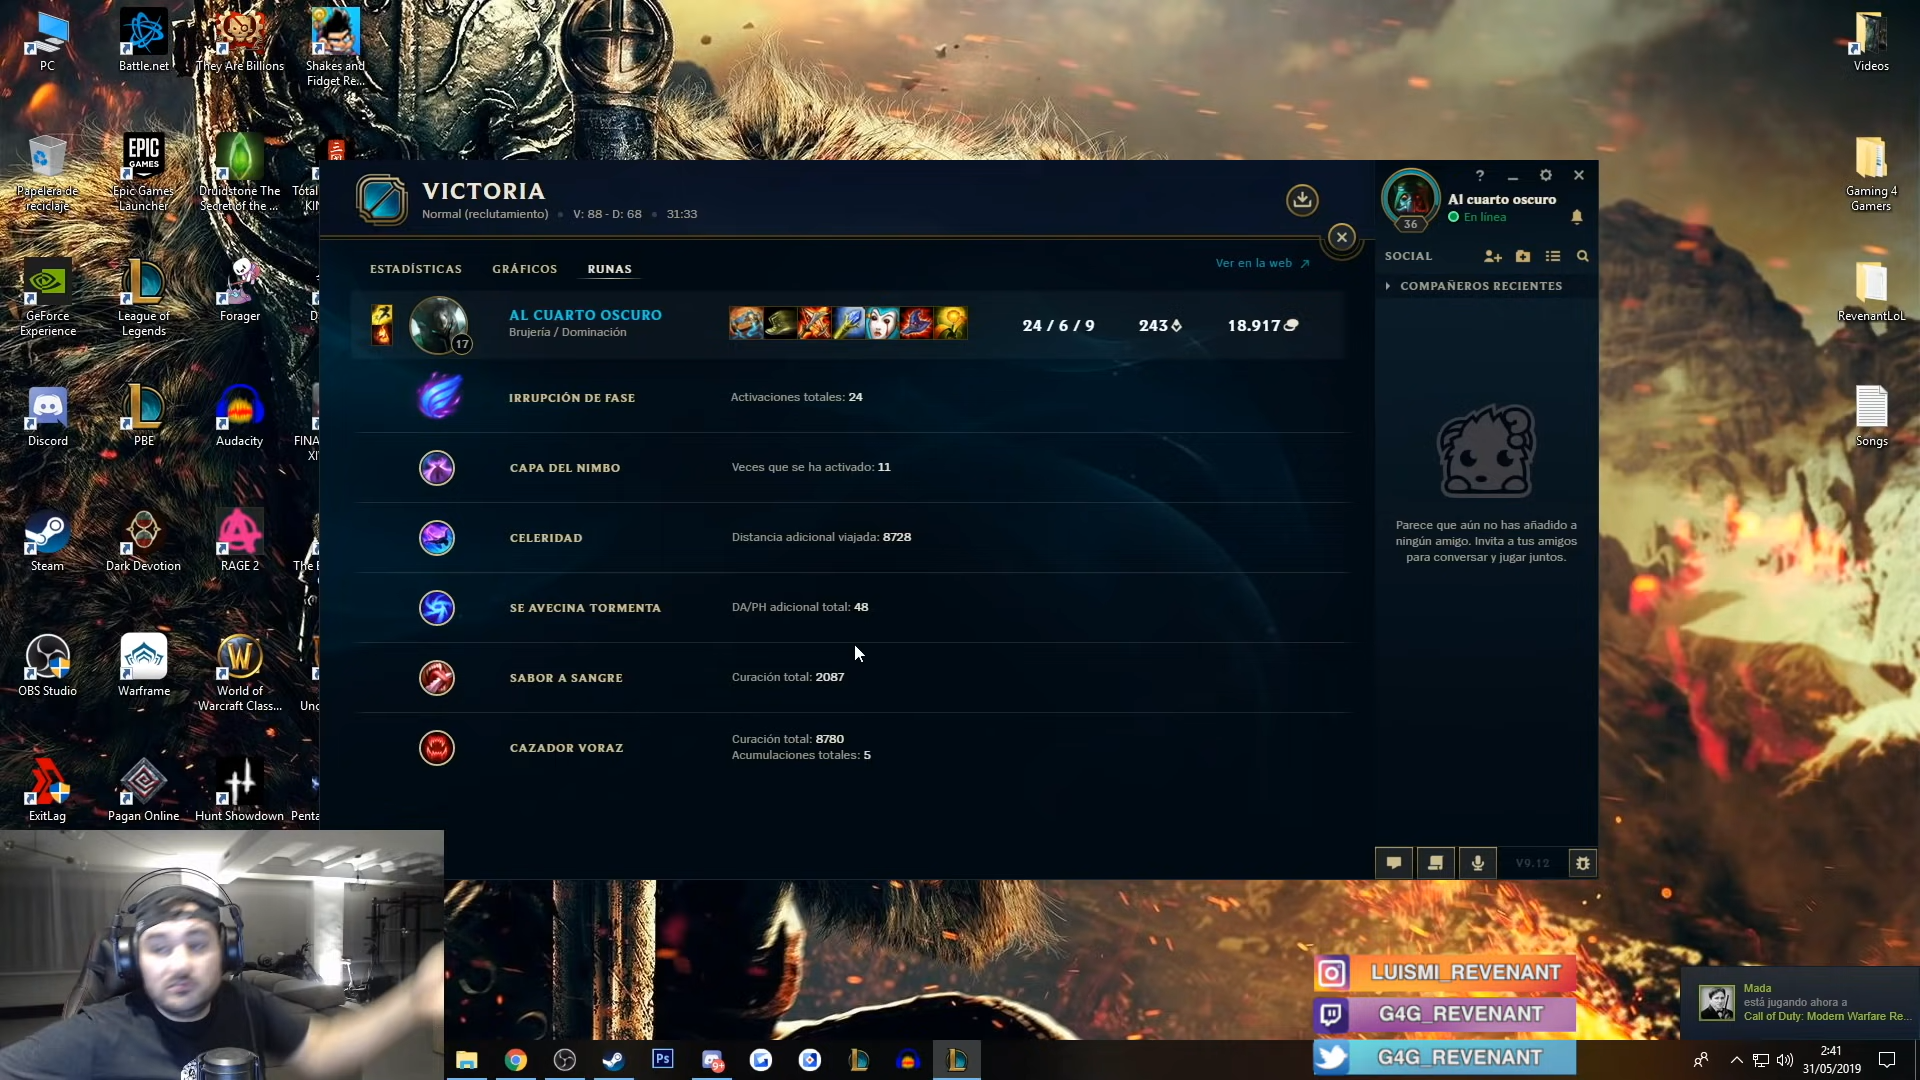 PC
Battle.net
They Are Billions
Shakes and
Fidget Re...
Videos
Papelera de
reciclaje
EPIC
GAMES
Epic Games
Launcher
Druidstone The
Secret of the ...
Gaming 4
Gamers
GeForce
Experience
League of
Legends
Forager
RevenantLoL
Discord
PBE
Audacity
Songs
Steam
Dark Devotion
RAGE 2
OBS Studio
Warframe
World of
Warcraft Class...
ExitLag
Pagan Online
Hunt Showdown
VICTORIA
Normal (reclutamiento) • V: 88 - D: 68 • 31:33
ESTADÍSTICAS
GRÁFICOS
RUNAS
Ver en la web
17
AL CUARTO OSCURO
Brujería / Dominación
24 / 6 / 9
243
18.917
IRRUPCIÓN DE FASE
Activaciones totales: 24
CAPA DEL NIMBO
Veces que se ha activado: 11
CELERIDAD
Distancia adicional viajada: 8728
SE AVECINA TORMENTA
DA/PH adicional total: 48
SABOR A SANGRE
Curación total: 2087
CAZADOR VORAZ
Curación total: 8780
Acumulaciones totales: 5
Al cuarto oscuro
En línea
36
SOCIAL
COMPAÑEROS RECIENTES
Parece que aún no has añadido a
ningún amigo. Invita a tus amigos
para conversar y jugar juntos.
V9.12
LUISMI_REVENANT
G4G_REVENANT
G4G_REVENANT
Mada
está jugando ahora a
Call of Duty: Modern Warfare Re...
Ps
9+
2:41
31/05/2019